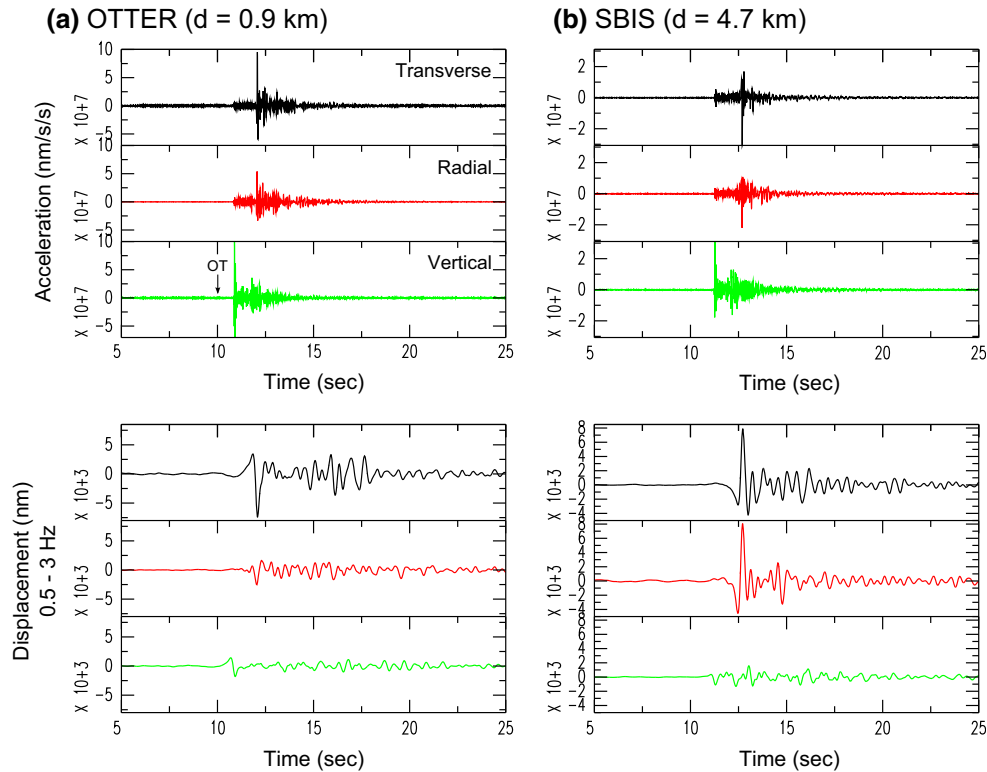 (a) OTTER (d = 0.9 km)
(b) SBIS (d = 4.7 km)
Acceleration (nm/s/s)
X 10+7
10
5
0
−5
Transverse
X 10+7
10
5
0
−5
Radial
X 10+7
10
5
0
−5
OT
Vertical
5 10 15 20 25
Time (sec)
X 10+7
2
0
−2
X 10+7
2
0
−2
X 10+7
2
0
−2
5 10 15 20 25
Time (sec)
Displacement (nm)
0.5 - 3 Hz
X 10+3
5
0
−5
X 10+3
5
0
−5
X 10+3
5
0
−5
5 10 15 20 25
Time (sec)
X 10+3
8
6
4
2
0
−2
−4
X 10+3
8
6
4
2
0
−2
−4
X 10+3
8
6
4
2
0
−2
−4
5 10 15 20 25
Time (sec)